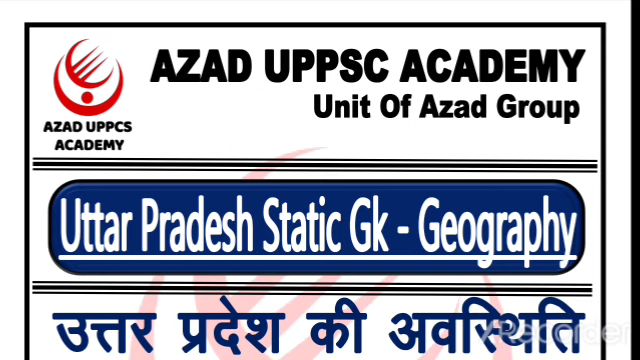 AZAD UPPSC ACADEMY
Unit Of Azad Group
AZAD UPPCS
ACADEMY
Uttar Pradesh Static Gk - Geography
उत्तर प्रदेश की अवस्थिति
XRecorder